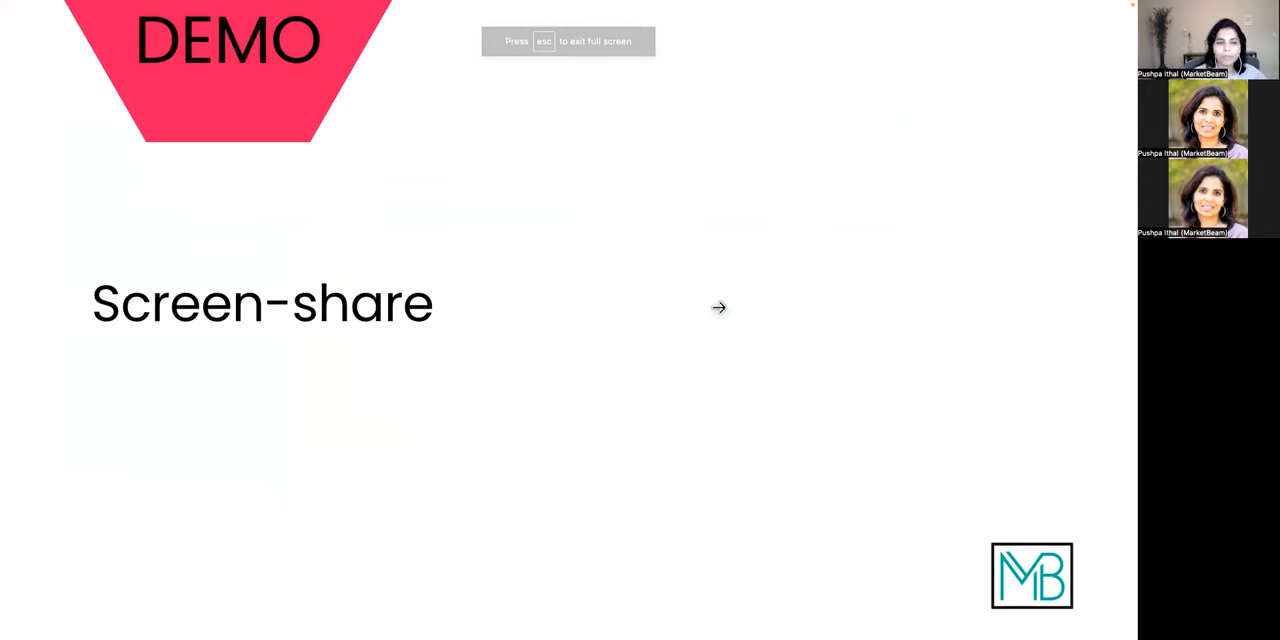 DEMO
Press esc to exit full screen
Screen-share
MB
Pushpa Ithal (MarketBeam)
Pushpa Ithal (MarketBeam)
Pushpa Ithal (MarketBeam)